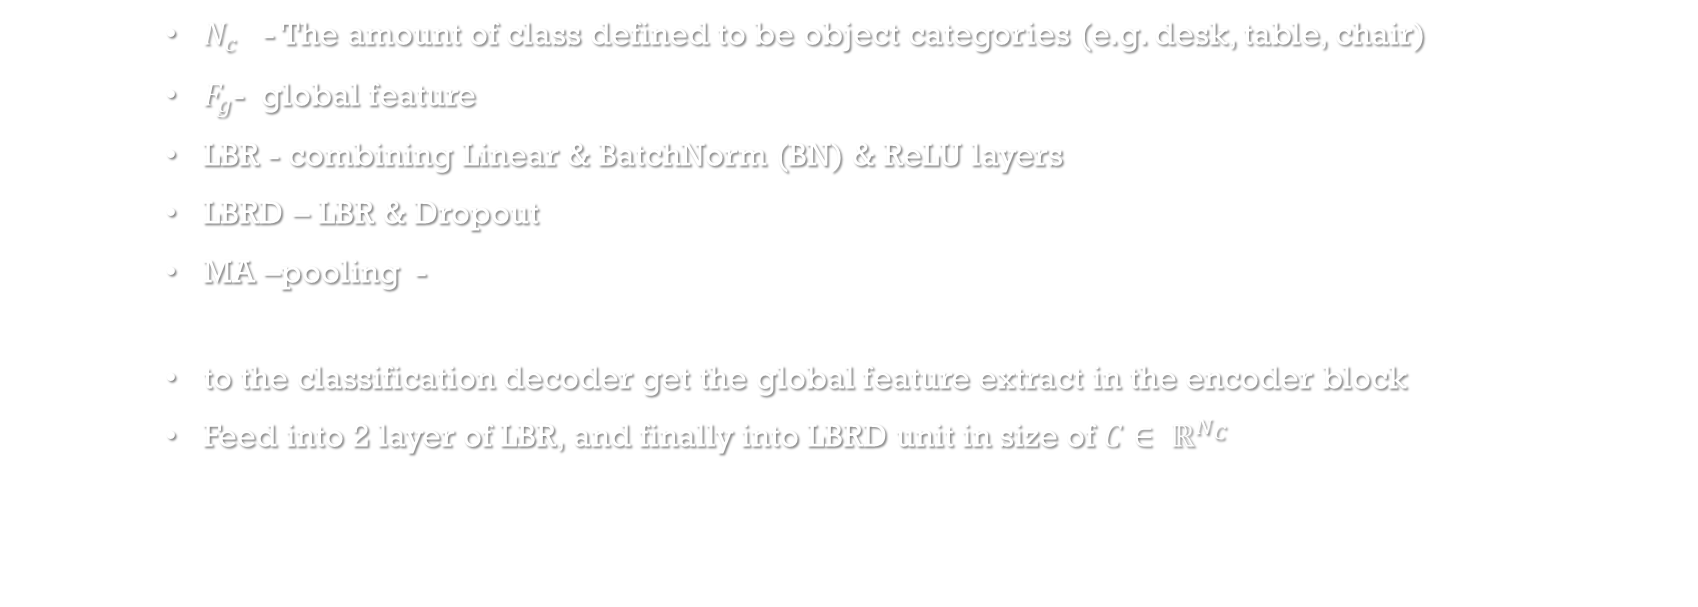 • N_c - The amount of class defined to be object categories (e.g. desk, table, chair)
• F_g- global feature
• LBR - combining Linear & BatchNorm (BN) & ReLU layers
• LBRD – LBR & Dropout
• MA –pooling -
• to the classification decoder get the global feature extract in the encoder block
• Feed into 2 layer of LBR, and finally into LBRD unit in size of C ∈ ℝ^{N_C}